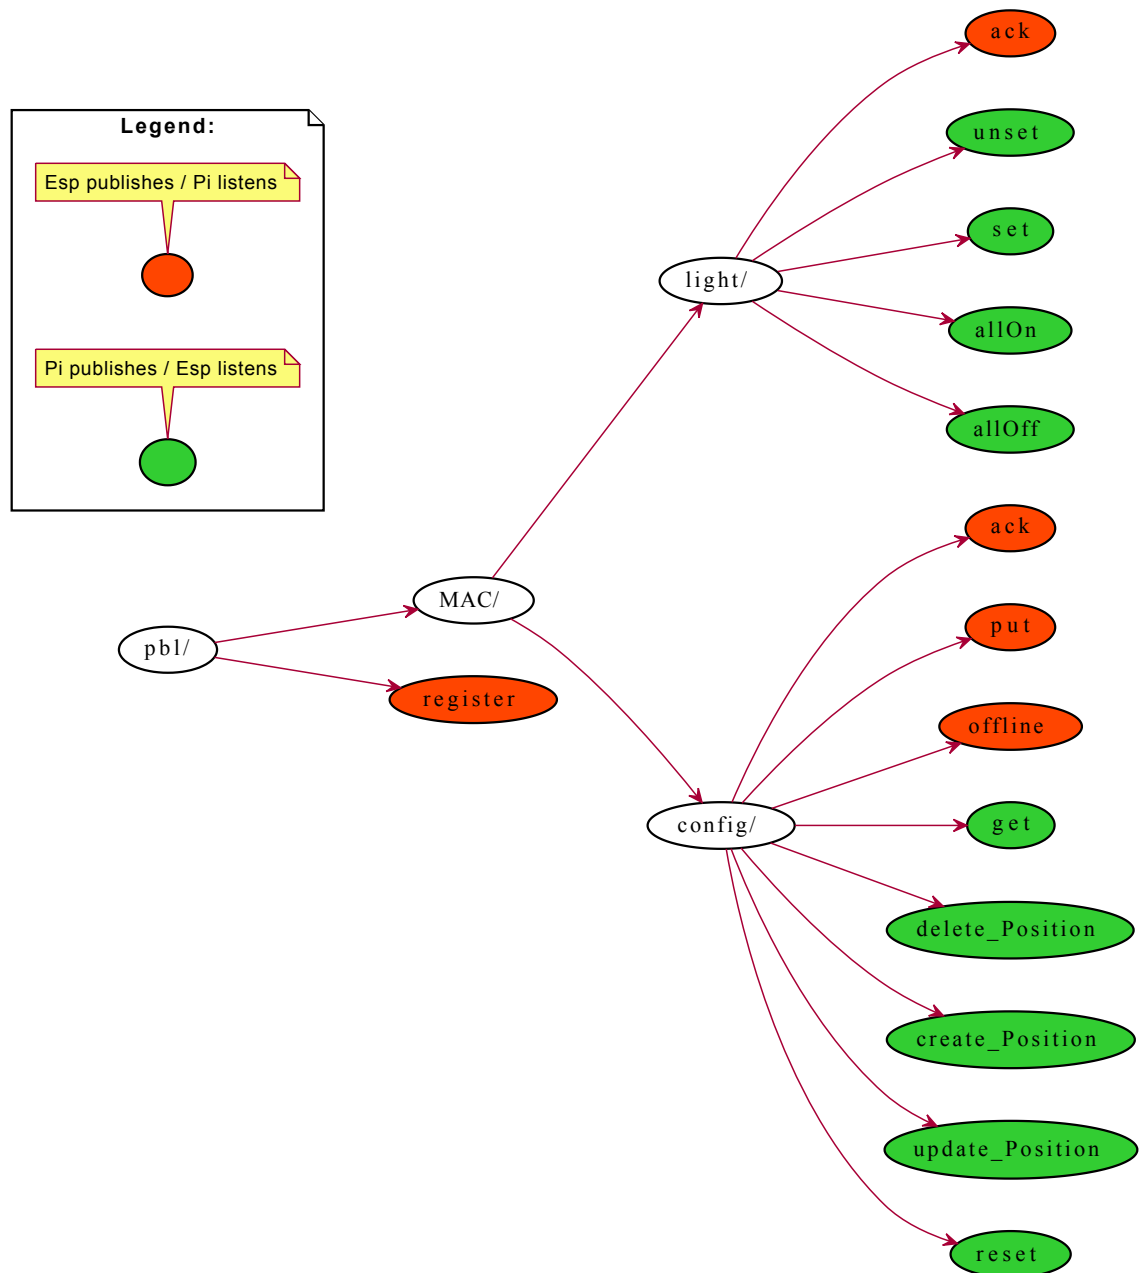 Legend:
Esp publishes / Pi listens
Pi publishes / Esp listens
pbl/
MAC/
register
light/
ack
unset
set
allOn
allOff
config/
ack
put
offline
get
delete_Position
create_Position
update_Position
reset